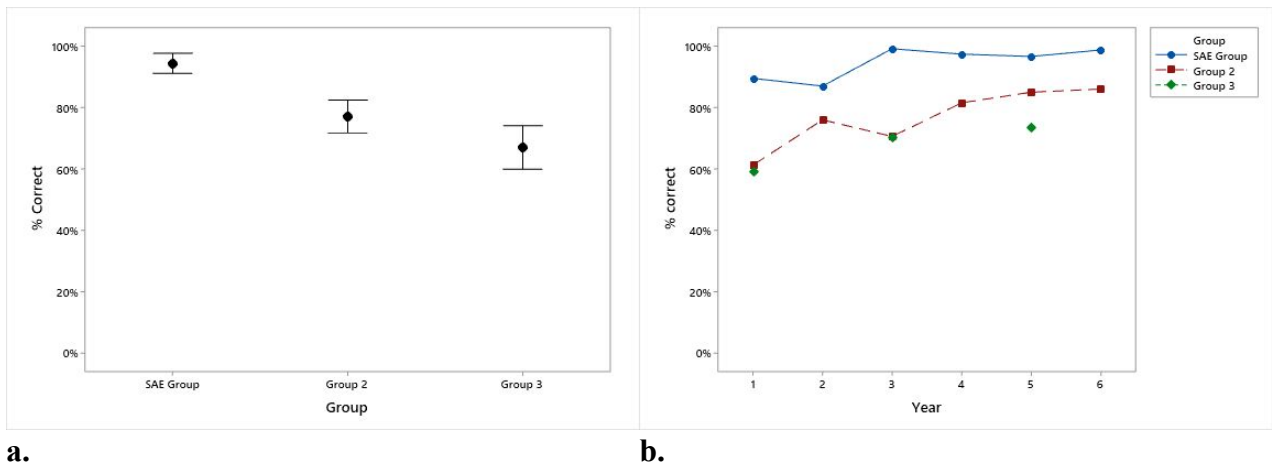 100%
80%
60%
40%
20%
0%
% Correct
SAE Group
Group 2
Group 3
Group
a.
100%
80%
60%
40%
20%
0%
% correct
1
2
3
4
5
6
Year
Group
SAE Group
Group 2
Group 3
b.